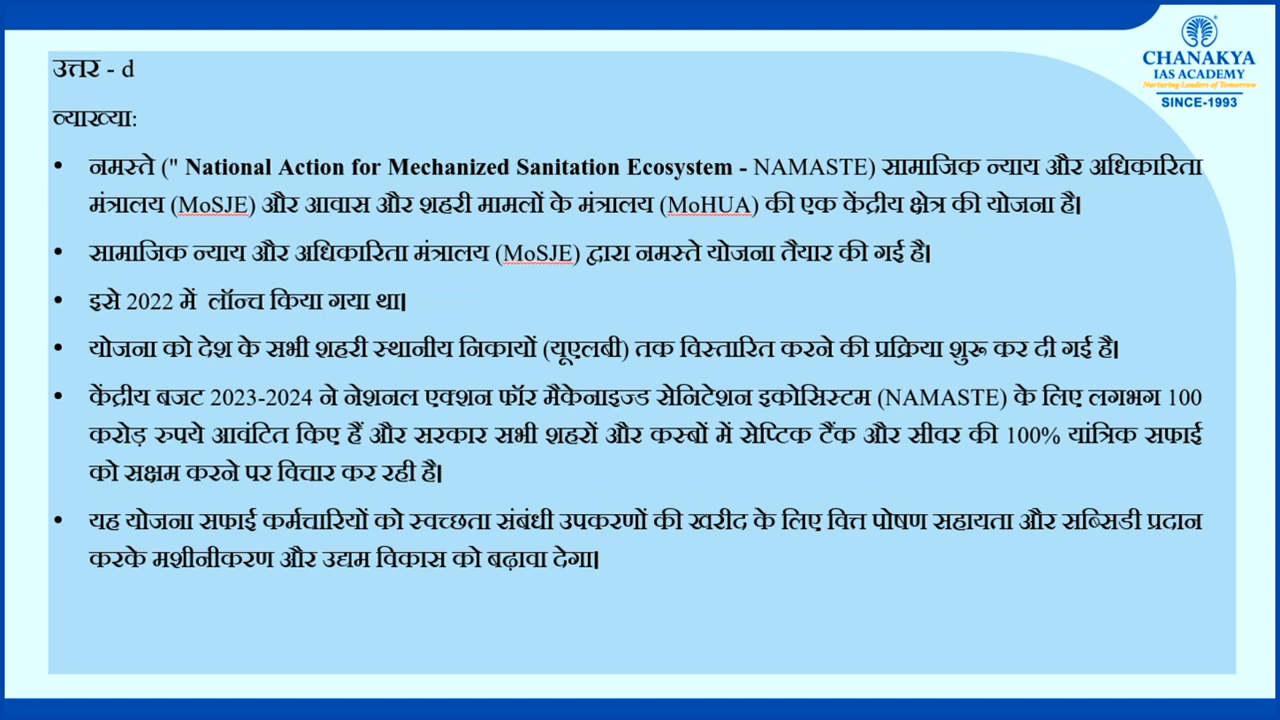 CHANAKYA
IAS ACADEMY
Nurturing Leaders of Tomorrow
SINCE-1993
उत्तर - d
व्याख्या:
• नमस्ते (" National Action for Mechanized Sanitation Ecosystem - NAMASTE) सामाजिक न्याय और अधिकारिता
मंत्रालय (MoSJE) और आवास और शहरी मामलों के मंत्रालय (MoHUA) की एक केंद्रीय क्षेत्र की योजना है।
• सामाजिक न्याय और अधिकारिता मंत्रालय (MoSJE) द्वारा नमस्ते योजना तैयार की गई है।
• इसे 2022 में लॉन्च किया गया था।
• योजना को देश के सभी शहरी स्थानीय निकायों (यूएलबी) तक विस्तारित करने की प्रक्रिया शुरू कर दी गई है।
• केंद्रीय बजट 2023-2024 ने नेशनल एक्शन फॉर मैकेनाइज्ड सेनिटेशन इकोसिस्टम (NAMASTE) के लिए लगभग 100
करोड़ रुपये आवंटित किए हैं और सरकार सभी शहरों और कस्बों में सेप्टिक टैंक और सीवर की 100% यांत्रिक सफाई
को सक्षम करने पर विचार कर रही है।
• यह योजना सफाई कर्मचारियों को स्वच्छता संबंधी उपकरणों की खरीद के लिए वित्त पोषण सहायता और सब्सिडी प्रदान
करके मशीनीकरण और उद्यम विकास को बढ़ावा देगा।